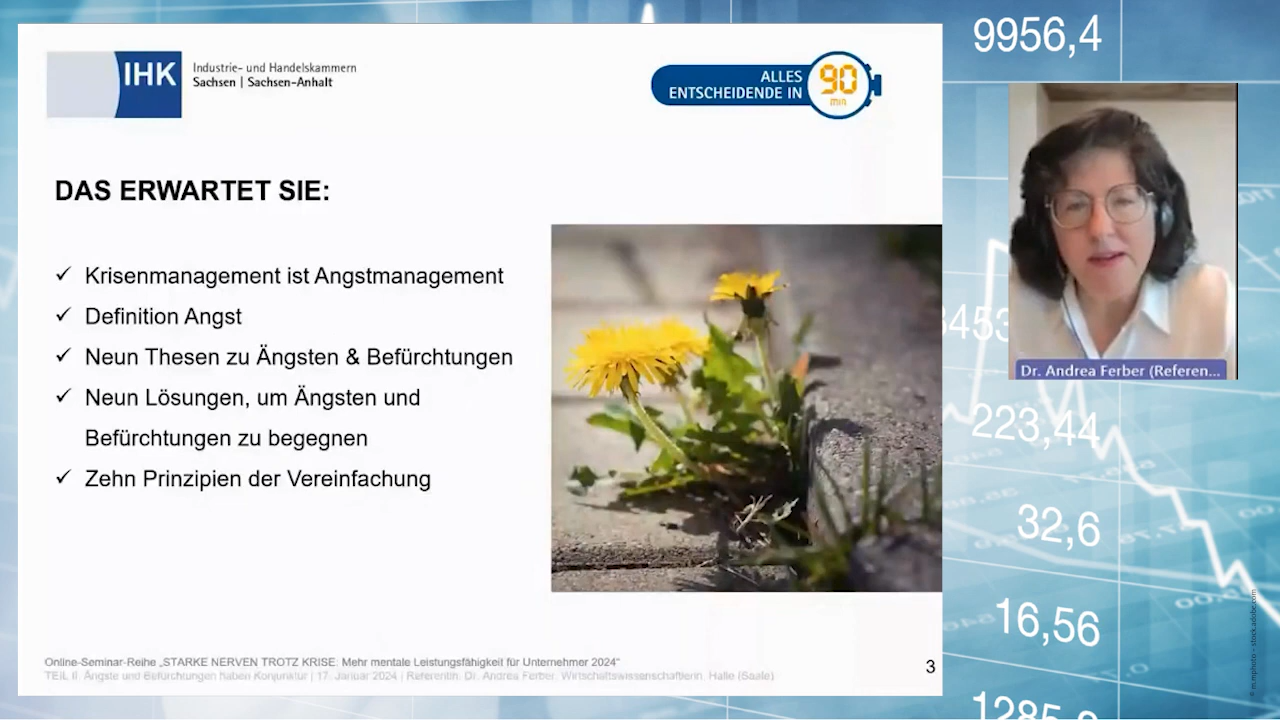 IHK
Industrie- und Handelskammern
Sachsen | Sachsen-Anhalt
ALLES
ENTSCHEIDENDE IN
90
min
DAS ERWARTET SIE:
✓ Krisenmanagement ist Angstmanagement
✓ Definition Angst
✓ Neun Thesen zu Ängsten & Befürchtungen
✓ Neun Lösungen, um Ängsten und
Befürchtungen zu begegnen
✓ Zehn Prinzipien der Vereinfachung
Online-Seminar-Reihe „STARKE NERVEN TROTZ KRISE: Mehr mentale Leistungsfähigkeit für Unternehmer 2024“
TEIL II: Ängste und Befürchtungen haben Konjunktur | 17. Januar 2024 | Referentin: Dr. Andrea Ferber, Wirtschaftswissenschaftlerin, Halle (Saale)
3
9956,4
Dr. Andrea Ferber (Referen...
223,44
32,6
16,56
© m.mphoto - stock.adobe.com